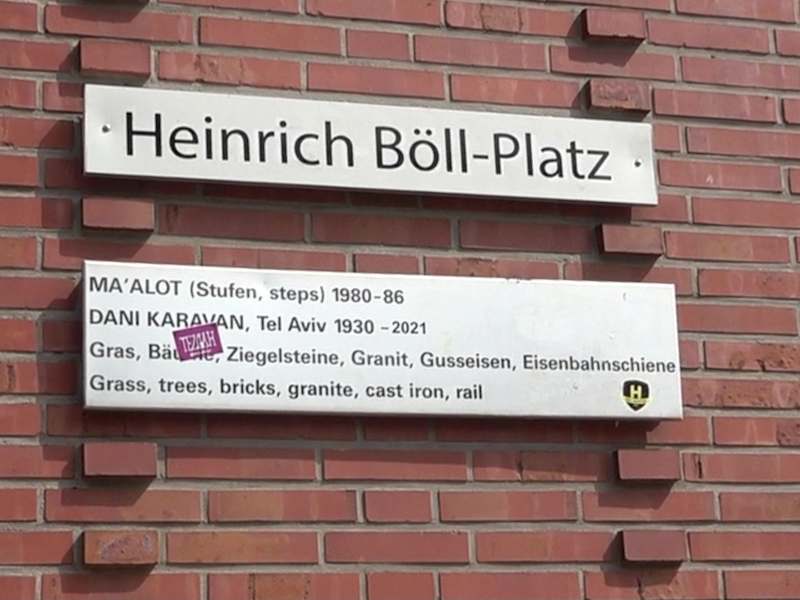 Heinrich Böll-Platz
MA'ALOT (Stufen, steps) 1980-86
DANI KARAVAN, Tel Aviv 1930 - 2021
Gras, Ziegelsteine, Granit, Gusseisen, Eisenbahnschiene
Grass, trees, bricks, granite, cast iron, rail
H